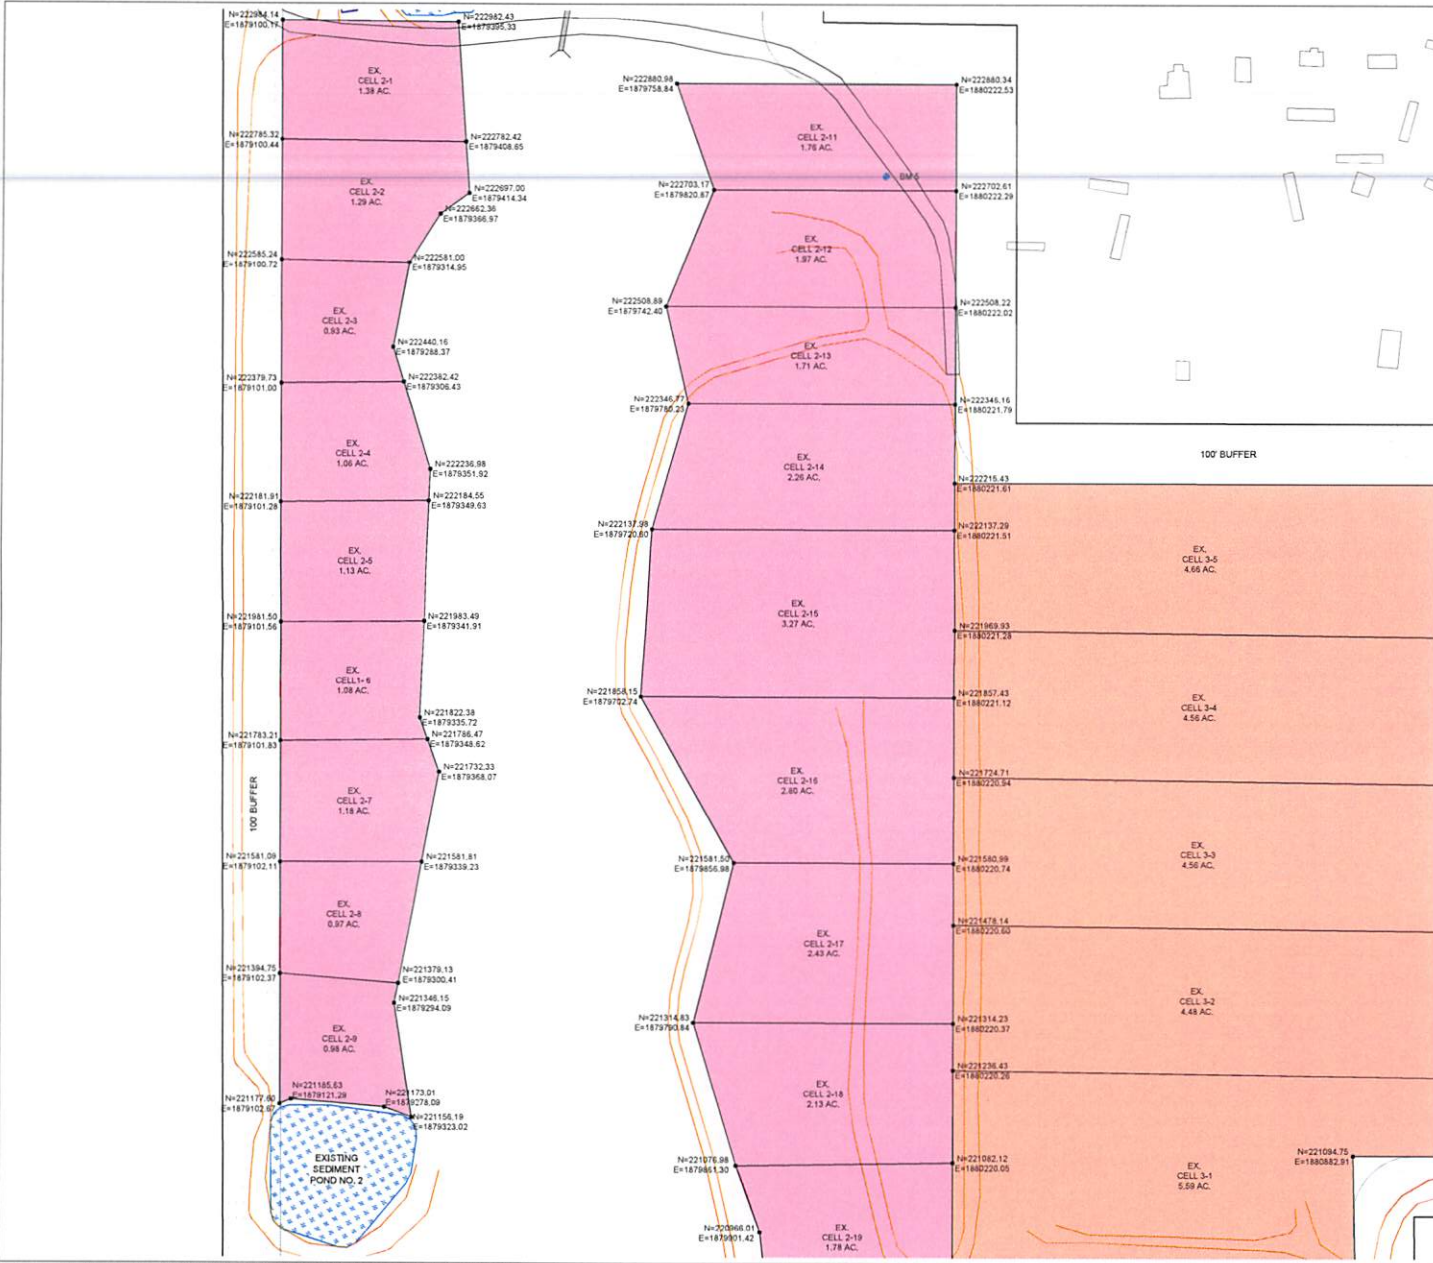 N=222984.14
E=1879100.17
N=222982.43
E=1879395.33
EX.
CELL 2-1
1.38 AC.
N=222785.32
E=1879100.44
N=222782.42
E=1879408.65
EX.
CELL 2-2
1.29 AC.
N=222697.00
E=1879414.34
N=222662.36
E=1879366.97
N=222585.24
E=1879100.72
N=222581.00
E=1879314.95
EX.
CELL 2-3
0.93 AC.
N=222440.16
E=1879288.37
N=222379.73
E=1879101.00
N=222382.42
E=1879306.43
EX.
CELL 2-4
1.06 AC.
N=222236.98
E=1879351.92
N=222181.91
E=1879101.28
N=222184.55
E=1879349.63
EX.
CELL 2-5
1.13 AC.
N=221981.50
E=1879101.56
N=221983.49
E=1879341.91
EX.
CELL1-6
1.08 AC.
N=221822.38
E=1879335.72
N=221783.21
E=1879101.83
N=221786.47
E=1879348.62
N=221732.33
E=1879368.07
EX.
CELL 2-7
1.18 AC.
100' BUFFER
N=221581.09
E=1879102.11
N=221581.81
E=1879339.23
EX.
CELL 2-8
0.97 AC.
N=221394.75
E=1879102.37
N=221379.13
E=1879300.41
N=221346.15
E=1879294.09
EX.
CELL 2-9
0.98 AC.
N=221185.63
E=1879121.29
N=221173.01
E=1879278.09
N=221177.60
E=1879102.67
N=221156.19
E=1879323.02
EXISTING
SEDIMENT
POND NO. 2
N=222880.98
E=1879758.84
N=222880.34
E=1880222.53
EX.
CELL 2-11
1.76 AC.
BM 5
N=222703.17
E=1879820.87
N=222702.61
E=1880222.29
EX.
CELL 2-12
1.97 AC.
N=222508.89
E=1879742.40
N=222508.22
E=1880222.02
EX.
CELL 2-13
1.71 AC.
N=222346.77
E=1879780.23
N=222346.16
E=1880221.79
EX.
CELL 2-14
2.26 AC.
100' BUFFER
N=222215.43
E=1880221.61
N=222137.98
E=1879720.60
N=222137.29
E=1880221.51
EX.
CELL 2-15
3.27 AC.
EX.
CELL 3-5
4.66 AC.
N=221969.93
E=1880221.28
N=221858.15
E=1879702.74
N=221857.43
E=1880221.12
EX.
CELL 3-4
4.56 AC.
EX.
CELL 2-16
2.80 AC.
N=221724.71
E=1880220.94
N=221581.50
E=1879856.98
N=221580.99
E=1880220.74
EX.
CELL 3-3
4.56 AC.
EX.
CELL 2-17
2.43 AC.
N=221478.14
E=1880220.60
EX.
CELL 3-2
4.48 AC.
N=221314.83
E=1879790.84
N=221314.23
E=1880220.37
N=221236.43
E=1880220.26
EX.
CELL 2-18
2.13 AC.
N=221076.98
E=1879861.30
N=221082.12
E=1880220.05
N=221094.75
E=1880882.91
EX.
CELL 3-1
5.59 AC.
N=220966.01
E=1879901.42
EX.
CELL 2-19
1.78 AC.